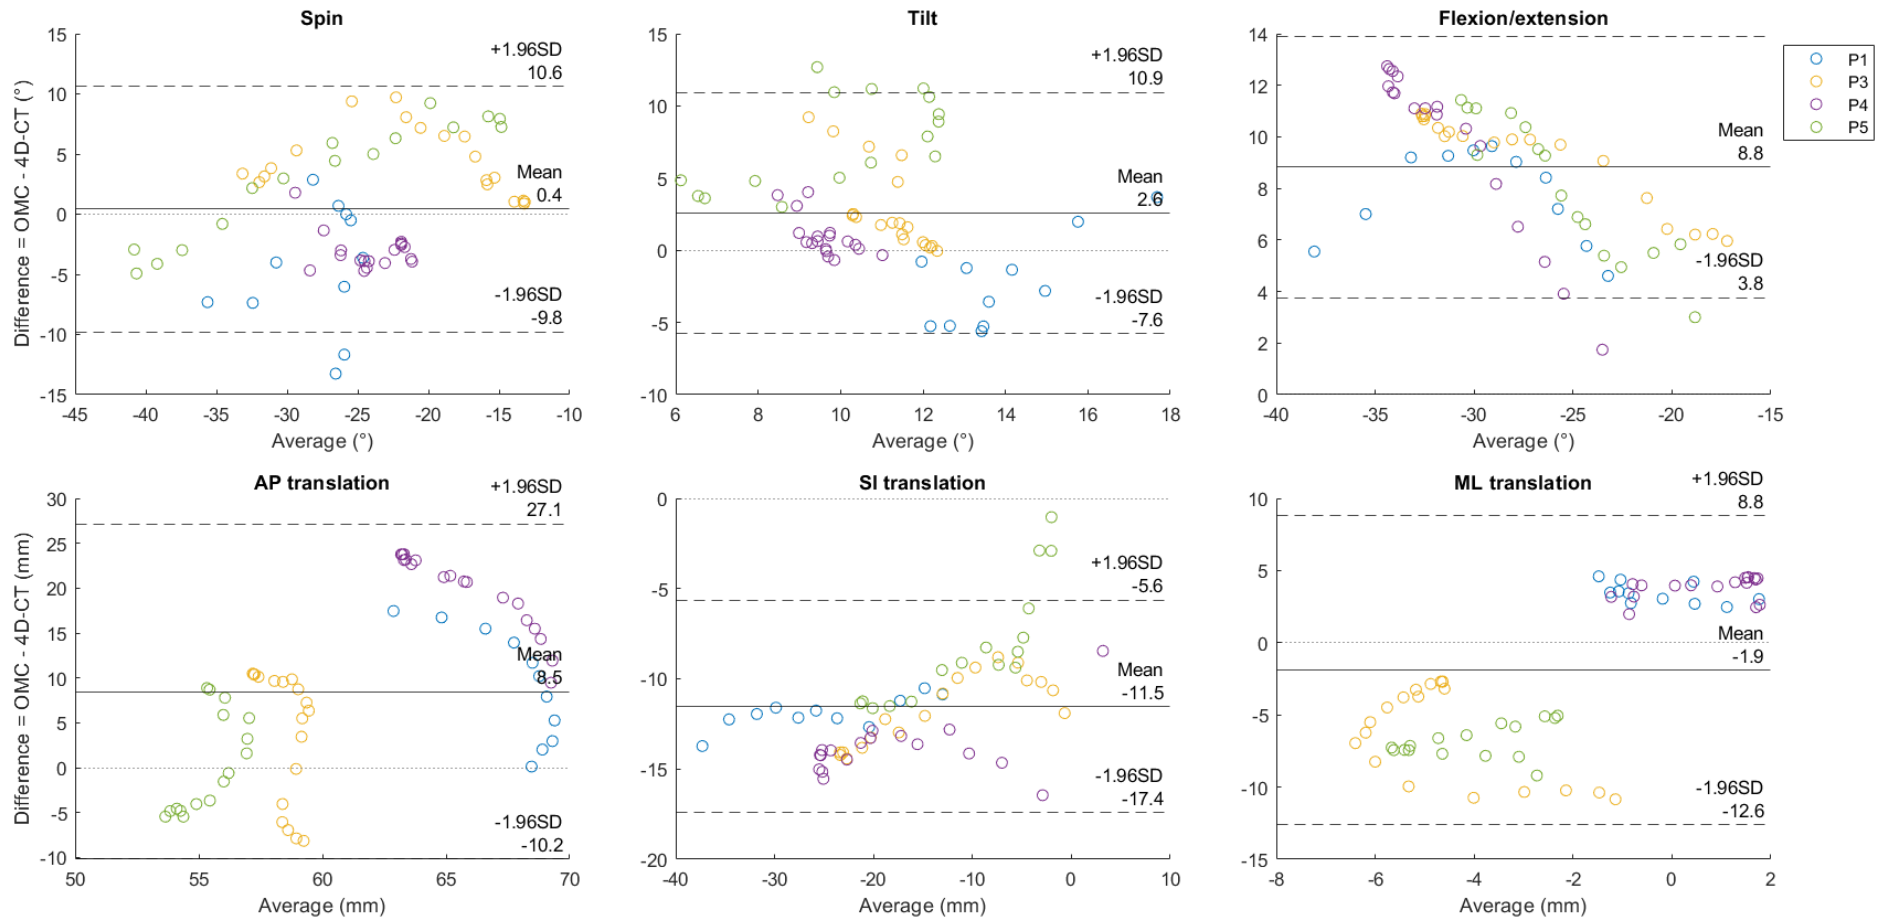 Spin
15
10
5
0
-5
-10
-15
-45
-40
-35
-30
-25
-20
-15
-10
+1.96SD
10.6
Mean
0.4
-1.96SD
-9.8
Difference = OMC - 4D-CT (°)
Average (°)
Tilt
15
10
5
0
-5
-10
6
8
10
12
14
16
18
+1.96SD
10.9
Mean
2.6
-1.96SD
-7.6
Average (°)
Flexion/extension
14
12
10
8
6
4
2
0
-40
-35
-30
-25
-20
-15
Mean
8.8
-1.96SD
3.8
Average (°)
P1
P3
P4
P5
AP translation
30
25
20
15
10
5
0
-5
-10
50
55
60
65
70
+1.96SD
27.1
Mean
8.5
-1.96SD
-10.2
Difference = OMC - 4D-CT (mm)
Average (mm)
SI translation
0
-5
-10
-15
-20
-40
-30
-20
-10
0
10
+1.96SD
-5.6
Mean
-11.5
-1.96SD
-17.4
Average (mm)
ML translation
10
5
0
-5
-10
-15
-8
-6
-4
-2
0
2
+1.96SD
8.8
Mean
-1.9
-1.96SD
-12.6
Average (mm)